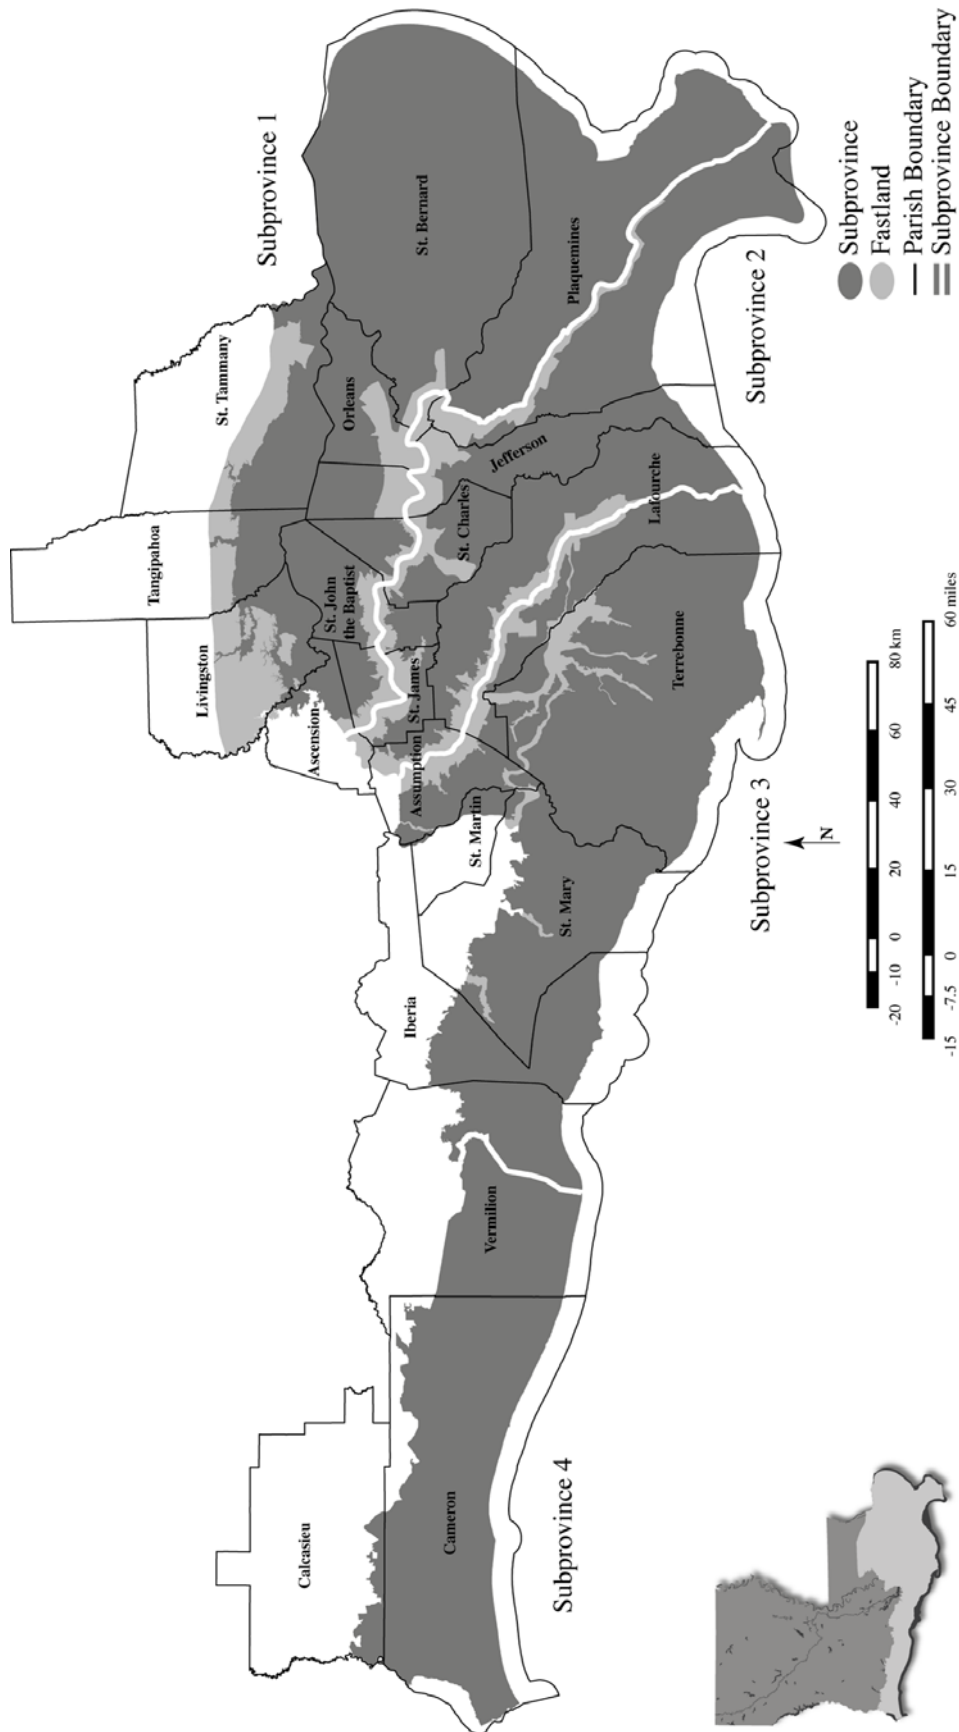 Subprovince 1
St. Tammany
Tangipahoa
Livingston
Ascension
St. Bernard
Orleans
St. John
the Baptist
St. James
Assumption
St. Martin
Iberia
Calcasieu
Plaquemines
Jefferson
St. Charles
Lafourche
Terrebonne
St. Mary
Vermilion
Cameron
Subprovince 2
Subprovince 3
Subprovince 4
N
Subprovince
Fastland
Parish Boundary
Subprovince Boundary
-20 -10 0 20 40 60 80 km
-15 -7.5 0 15 30 45 60 miles